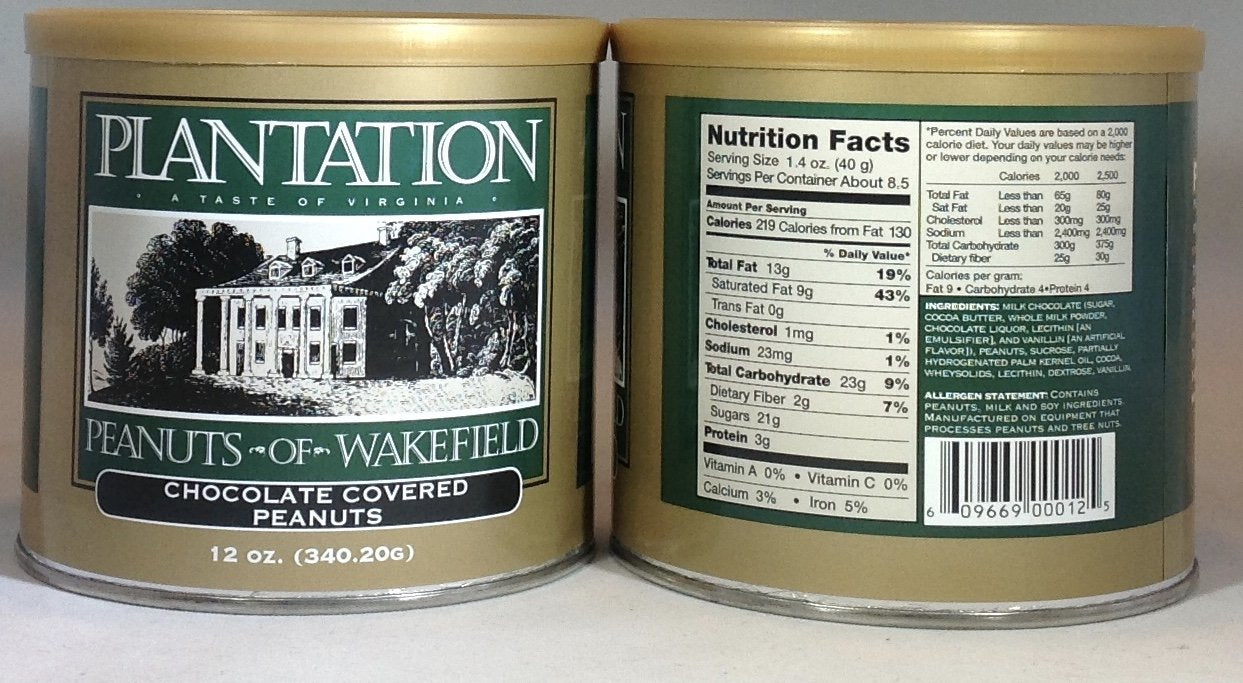 PLANTATION
A TASTE OF VIRGINIA
PEANUTS OF WAKEFIELD
CHOCOLATE COVERED
PEANUTS
12 OZ. (340.20G)
Nutrition Facts
Serving Size 1.4 oz. (40 g)
Servings Per Container About 8.5
Amount Per Serving
Calories 219 Calories from Fat 130
% Daily Value*
Total Fat 13g 19%
Saturated Fat 9g 43%
Trans Fat 0g
Cholesterol 1mg 1%
Sodium 23mg 1%
Total Carbohydrate 23g 9%
Dietary Fiber 2g 7%
Sugars 21g
Protein 3g
Vitamin A 0% • Vitamin C 0%
Calcium 3% • Iron 5%
*Percent Daily Values are based on a 2,000
calorie diet. Your daily values may be higher
or lower depending on your calorie needs:
Calories 2,000 2,500
Total Fat Less than 65g 80g
Sat Fat Less than 20g 25g
Cholesterol Less than 300mg 300mg
Sodium Less than 2,400mg 2,400mg
Total Carbohydrate 300g 375g
Dietary fiber 25g 30g
Calories per gram:
Fat 9 • Carbohydrate 4•Protein 4
INGREDIENTS: MILK CHOCOLATE (SUGAR,
COCOA BUTTER, WHOLE MILK POWDER,
CHOCOLATE LIQUOR, LECITHIN [AN
EMULSIFIER], AND VANILLIN [AN ARTIFICIAL
FLAVOR]), PEANUTS, SUCROSE, PARTIALLY
HYDROGENATED PALM KERNEL OIL, COCOA,
WHEYSOLIDS, LECITHIN, DEXTROSE, VANILLIN
ALLERGEN STATEMENT: CONTAINS
PEANUTS, MILK AND SOY INGREDIENTS
MANUFACTURED ON EQUIPMENT THAT
PROCESSES PEANUTS AND TREE NUTS.
6 09669 00012 5